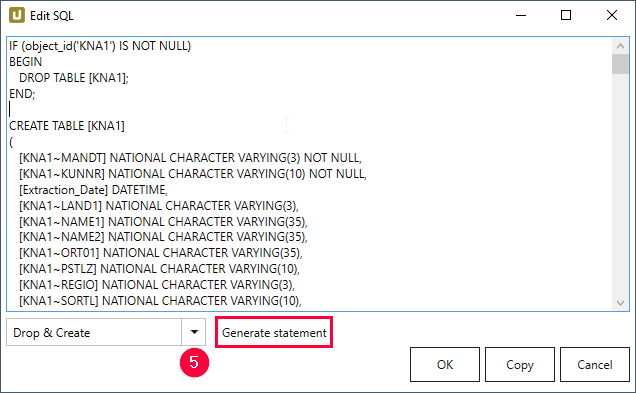 Edit SQL
IF (object_id('KNA1') IS NOT NULL)
BEGIN
DROP TABLE [KNA1];
END;
CREATE TABLE [KNA1]
(
[KNA1~MANDT] NATIONAL CHARACTER VARYING(3) NOT NULL,
[KNA1~KUNNR] NATIONAL CHARACTER VARYING(10) NOT NULL,
[Extraction_Date] DATETIME,
[KNA1~LAND1] NATIONAL CHARACTER VARYING(3),
[KNA1~NAME1] NATIONAL CHARACTER VARYING(35),
[KNA1~NAME2] NATIONAL CHARACTER VARYING(35),
[KNA1~ORT01] NATIONAL CHARACTER VARYING(35),
[KNA1~PSTLZ] NATIONAL CHARACTER VARYING(10),
[KNA1~REGIO] NATIONAL CHARACTER VARYING(3),
[KNA1~SORTL] NATIONAL CHARACTER VARYING(10),
Drop & Create
Generate statement
5
OK
Copy
Cancel